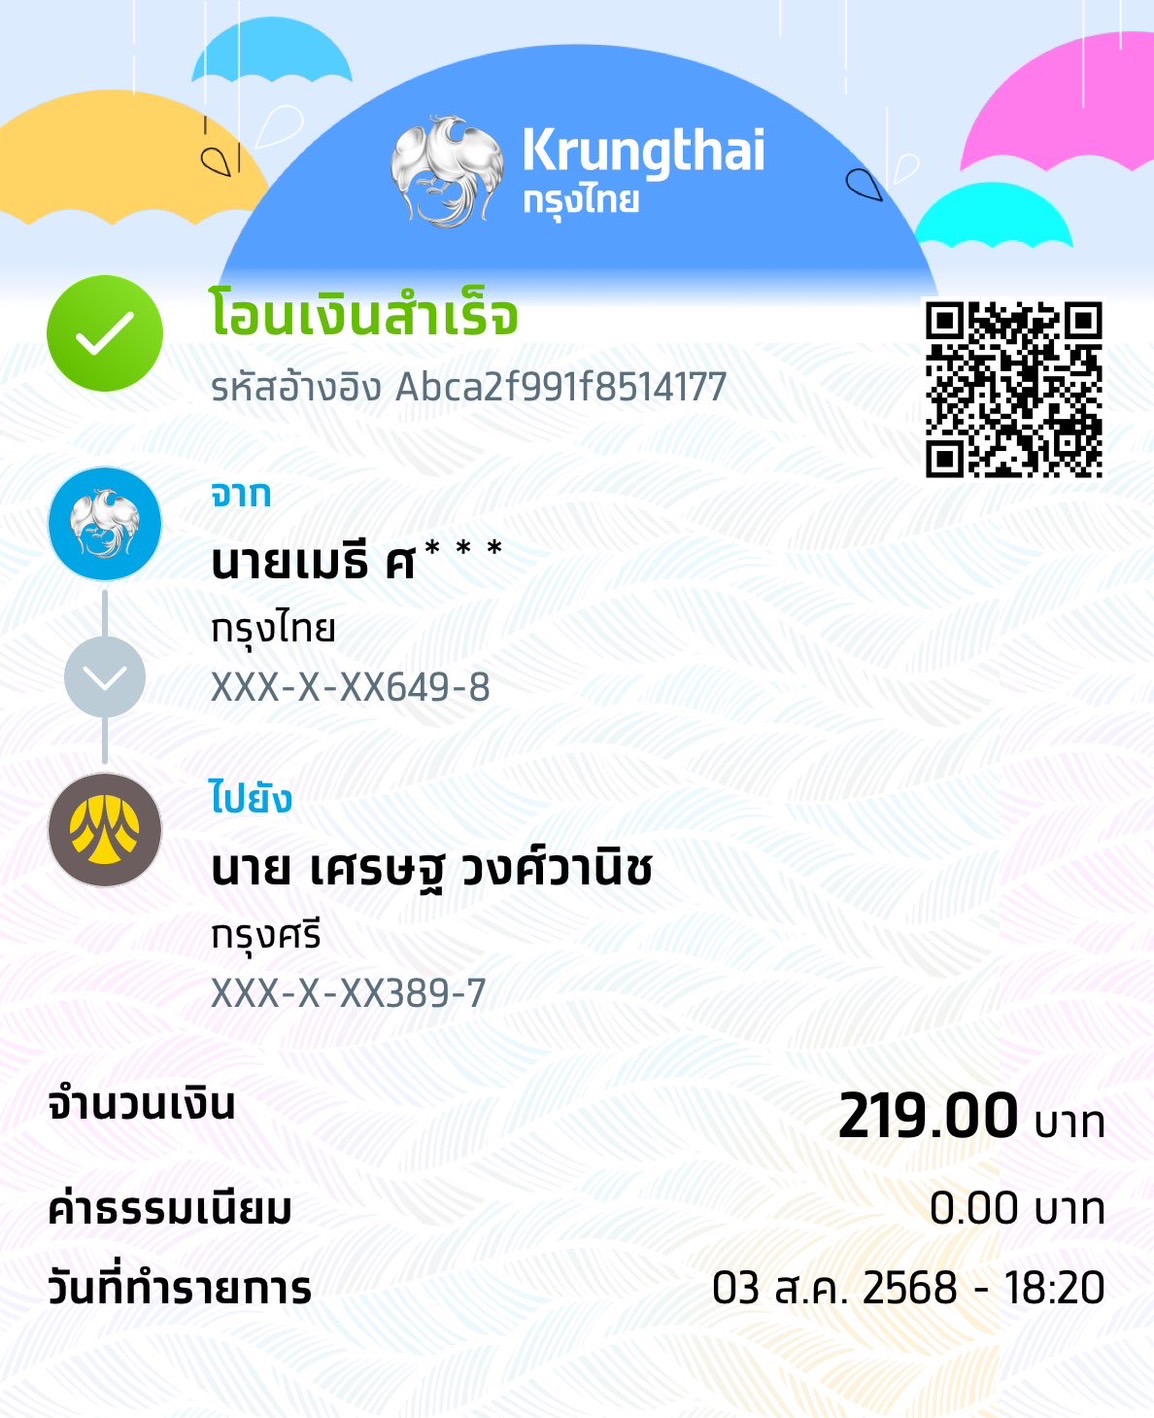 Krungthai
กรุงไทย
โอนเงินสำเร็จ
รหัสอ้างอิง Abca2f991f8514177
จาก
นายเมธี ศ* * *
กรุงไทย
XXX-X-XX649-8
ไปยัง
นาย เศรษฐ วงศ์วานิช
กรุงศรี
XXX-X-XX389-7
จำนวนเงิน 219.00 บาท
ค่าธรรมเนียม 0.00 บาท
วันที่ทำรายการ 03 ส.ค. 2568 - 18:20